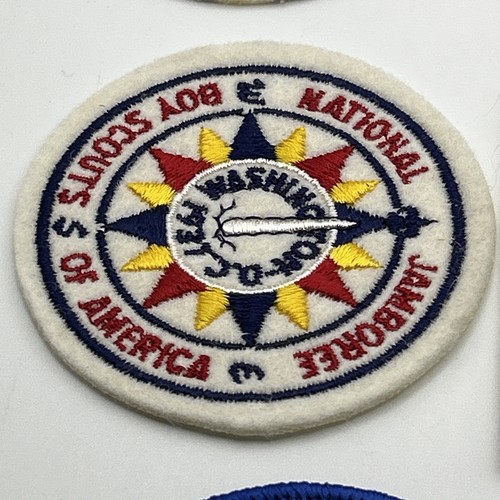 NATIONAL JAMBOREE
BOY SCOUTS OF AMERICA
W
E
S
WASHINGTON-D.C.